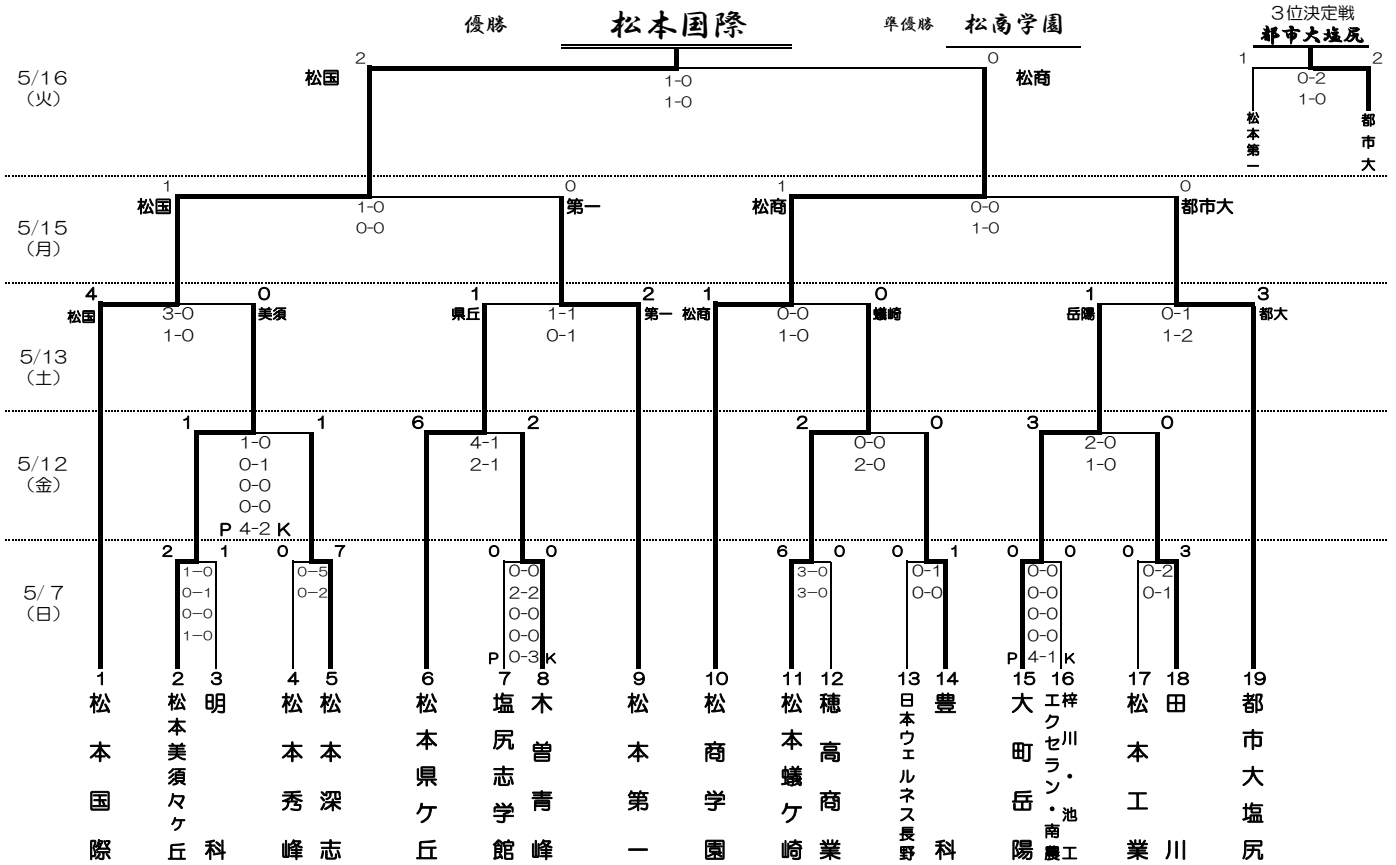 優勝 松本国際 準優勝 松商学園
3位決定戦
都市大塩尻
1 2
0-2
1-0
松本第一
都市大
5/16
(火)
2 0
松国 松商
1-0
1-0
5/15
(月)
1 0 1 0
松国 第一 松商 都市大
1-0 0-0
0-0 1-0
5/13
(土)
4 0 1 2 1 0 1 3
松国 美須 県丘 第一 松商 蟻崎 岳陽 都大
3-0 1-1 0-0 0-1
1-0 0-1 1-0 1-2
5/12
(金)
1 1 6 2 2 0 3 0
1-0 4-1 0-0 2-0
0-1 2-1 2-0 1-0
0-0
0-0
P 4-2 K
5/7
(日)
2 1 0 7 0 0 6 0 0 1 0 0 0 3
1-0 0-5 0-0 3-0 0-1 0-0 0-2
0-1 0-2 2-2 3-0 0-0 0-0 0-1
0-0 0-0 0-0
1-0 0-0 0-0
P 0-3 K P 4-1 K
1 2 3 4 5 6 7 8 9 10 11 12 13 14 15 16 17 18 19
松本国際
松本美須々ケ丘
明科
松本秀峰
松本深志
松本県ケ丘
塩尻志学館
木曽青峰
松本第一
松商学園
松本蟻ケ崎
穂高商業
日本ウェルネス長野
豊科
大町岳陽
梓川・池工
エクセラン・南農
松本工業
田川
都市大塩尻